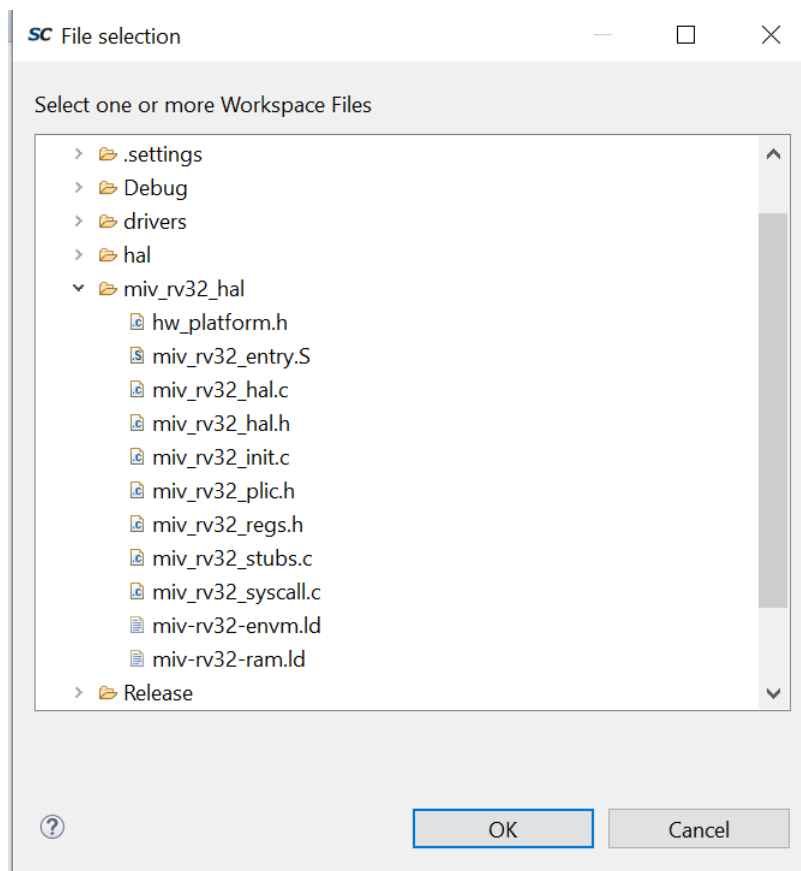 SC File selection
Select one or more Workspace Files
.settings
Debug
drivers
hal
miv_rv32_hal
hw_platform.h
miv_rv32_entry.S
miv_rv32_hal.c
miv_rv32_hal.h
miv_rv32_init.c
miv_rv32_plic.h
miv_rv32_regs.h
miv_rv32_stubs.c
miv_rv32_syscall.c
miv-rv32-envm.ld
miv-rv32-ram.ld
Release
? OK Cancel